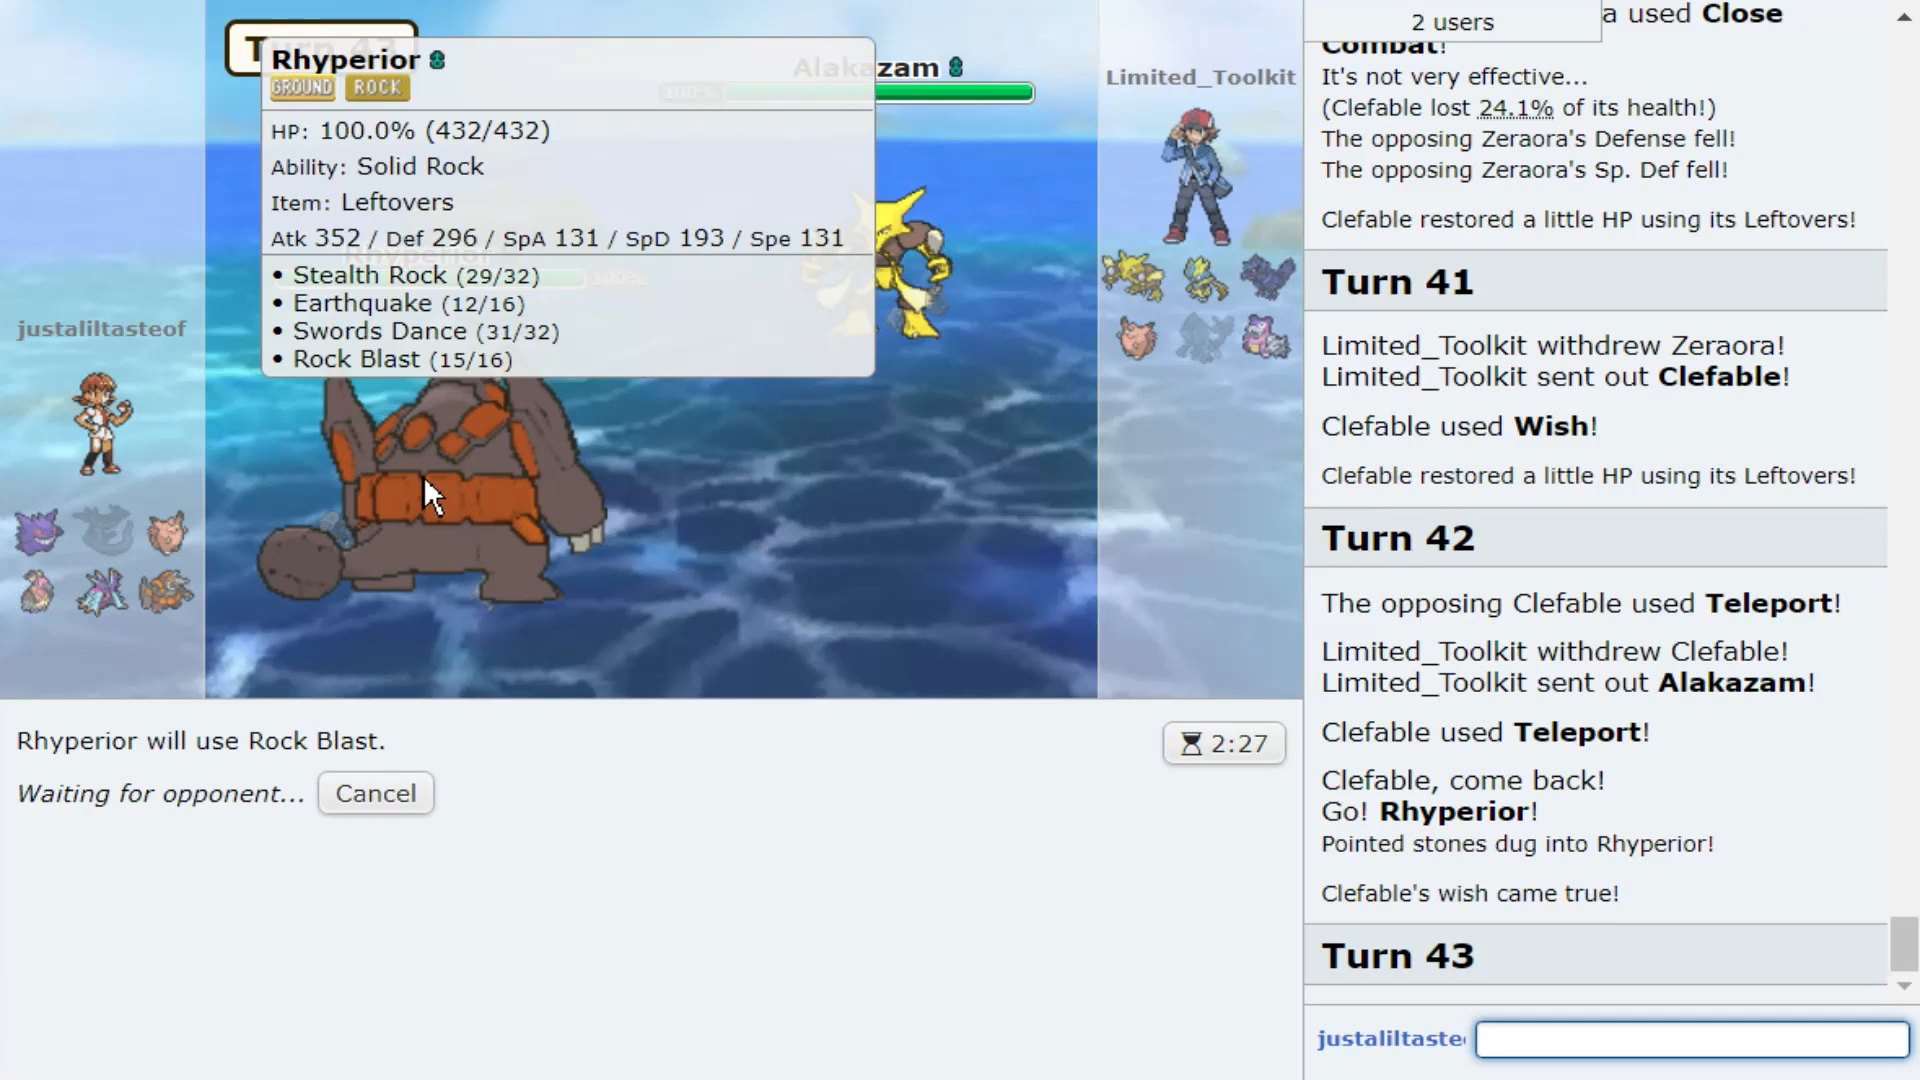 Turn 43
Rhyperior
GROUND ROCK
HP: 100.0% (432/432)
Ability: Solid Rock
Item: Leftovers
Atk 352 / Def 296 / SpA 131 / SpD 193 / Spe 131
• Stealth Rock (29/32)
• Earthquake (12/16)
• Swords Dance (31/32)
• Rock Blast (15/16)
Alakazam
100%
Rhyperior
100%
justaliltasteof
Limited_Toolkit
Rhyperior will use Rock Blast.
2:27
Waiting for opponent... Cancel
2 users
a used Close
Combat!
It's not very effective...
(Clefable lost 24.1% of its health!)
The opposing Zeraora's Defense fell!
The opposing Zeraora's Sp. Def fell!
Clefable restored a little HP using its Leftovers!
Turn 41
Limited_Toolkit withdrew Zeraora!
Limited_Toolkit sent out Clefable!
Clefable used Wish!
Clefable restored a little HP using its Leftovers!
Turn 42
The opposing Clefable used Teleport!
Limited_Toolkit withdrew Clefable!
Limited_Toolkit sent out Alakazam!
Clefable used Teleport!
Clefable, come back!
Go! Rhyperior!
Pointed stones dug into Rhyperior!
Clefable's wish came true!
Turn 43
justaliltaste